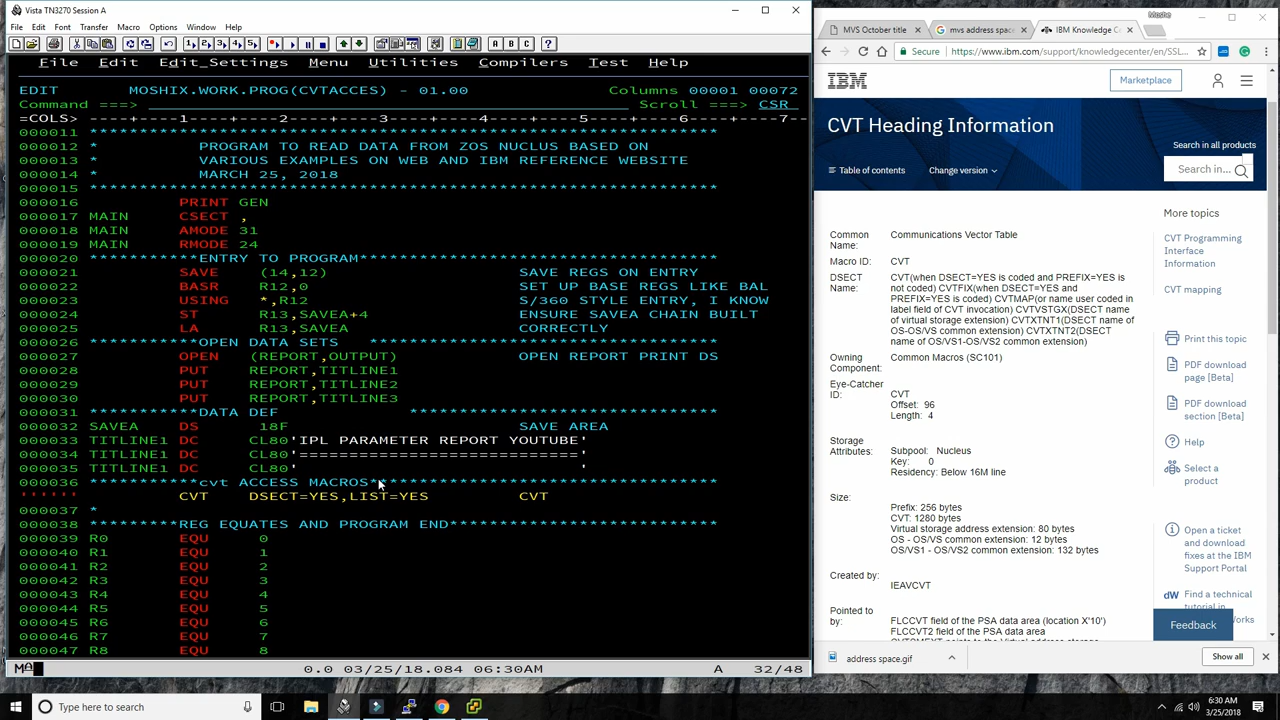 Vista TN3270 Session A
File Edit Font Transfer Macro Options Window Help
File Edit Edit_Settings Menu Utilities Compilers Test Help
EDIT MOSHIX.WORK.PROG(CVTACCES) - 01.00 Columns 00001 00072
Command ===> Scroll ===> CSR
=COLS> ----+----1----+----2----+----3----+----4----+----5----+----6----+----7--
000011 ***************************************************************
000012 * PROGRAM TO READ DATA FROM ZOS NUCLUS BASED ON
000013 * VARIOUS EXAMPLES ON WEB AND IBM REFERENCE WEBSITE
000014 * MARCH 25, 2018
000015 ***************************************************************
000016 PRINT GEN
000017 MAIN CSECT ,
000018 MAIN AMODE 31
000019 MAIN RMODE 24
000020 ***********ENTRY TO PROGRAM************************************
000021 SAVE (14,12) SAVE REGS ON ENTRY
000022 BASR R12,0 SET UP BASE REGS LIKE BAL
000023 USING *,R12 S/360 STYLE ENTRY, I KNOW
000024 ST R13,SAVEA+4 ENSURE SAVEA CHAIN BUILT
000025 LA R13,SAVEA CORRECTLY
000026 ***********OPEN DATA SETS **********************************
000027 OPEN (REPORT,OUTPUT) OPEN REPORT PRINT DS
000028 PUT REPORT,TITLINE1
000029 PUT REPORT,TITLINE2
000030 PUT REPORT,TITLINE3
000031 ***********DATA DEF *******************************
000032 SAVEA DS 18F SAVE AREA
000033 TITLINE1 DC CL80'IPL PARAMETER REPORT YOUTUBE'
000034 TITLINE1 DC CL80'============================'
000035 TITLINE1 DC CL80' '
000036 ***********cvt ACCESS MACROS***********************************
'''''' CVT DSECT=YES,LIST=YES CVT
000037 *
000038 *********REG EQUATES AND PROGRAM END***************************
000039 R0 EQU 0
000040 R1 EQU 1
000041 R2 EQU 2
000042 R3 EQU 3
000043 R4 EQU 4
000044 R5 EQU 5
000045 R6 EQU 6
000046 R7 EQU 7
000047 R8 EQU 8
0.0 03/25/18.084 06:30AM A 32/48
Moshe
MVS October title
mvs address space
IBM Knowledge C
Secure https://www.ibm.com/support/knowledgecenter/en/SSL
IBM
Marketplace
CVT Heading Information
Search in all products
Search in...
Table of contents Change version
Common Name: Communications Vector Table
Macro ID: CVT
DSECT Name: CVT(when DSECT=YES is coded and PREFIX=YES is
not coded) CVTFIX(when DSECT=YES and
PREFIX=YES is coded) CVTMAP(or name user coded in
label field of CVT invocation) CVTVSTGX(DSECT name
of virtual storage extension) CVTXTNT1(DSECT name of
OS-OS/VS common extension) CVTXTNT2(DSECT
name of OS/VS1-OS/VS2 common extension)
Owning Component: Common Macros (SC101)
Eye-Catcher ID: CVT
Offset: 96
Length: 4
Storage Attributes: Subpool: Nucleus
Key: 0
Residency: Below 16M line
Size:
Prefix: 256 bytes
CVT: 1280 bytes
Virtual storage address extension: 80 bytes
OS - OS/VS common extension: 12 bytes
OS/VS1 - OS/VS2 common extension: 132 bytes
Created by: IEAVCVT
Pointed to by:
FLCCVT field of the PSA data area (location X'10')
FLCCVT2 field of the PSA data area
More topics
CVT Programming
Interface
Information
CVT mapping
Print this topic
PDF download
page [Beta]
PDF download
section [Beta]
Help
Select a
product
Open a ticket
and download
fixes at the IBM
Support Portal
Find a technical
tutorial in
Feedback
address space.gif
Show all
Type here to search
6:30 AM
3/25/2018